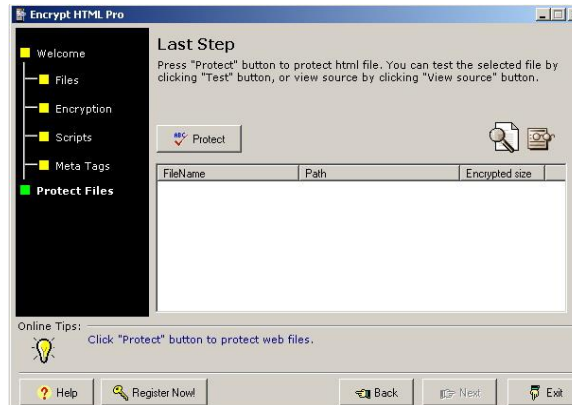 Encrypt HTML Pro
Welcome
Files
Encryption
Scripts
Meta Tags
Protect Files
Last Step
Press "Protect" button to protect html file. You can test the selected file by
clicking "Test" button, or view source by clicking "View source" button.
Protect
FileName Path Encrypted size
Online Tips:
Click "Protect" button to protect web files.
Help Register Now! Back Next Exit